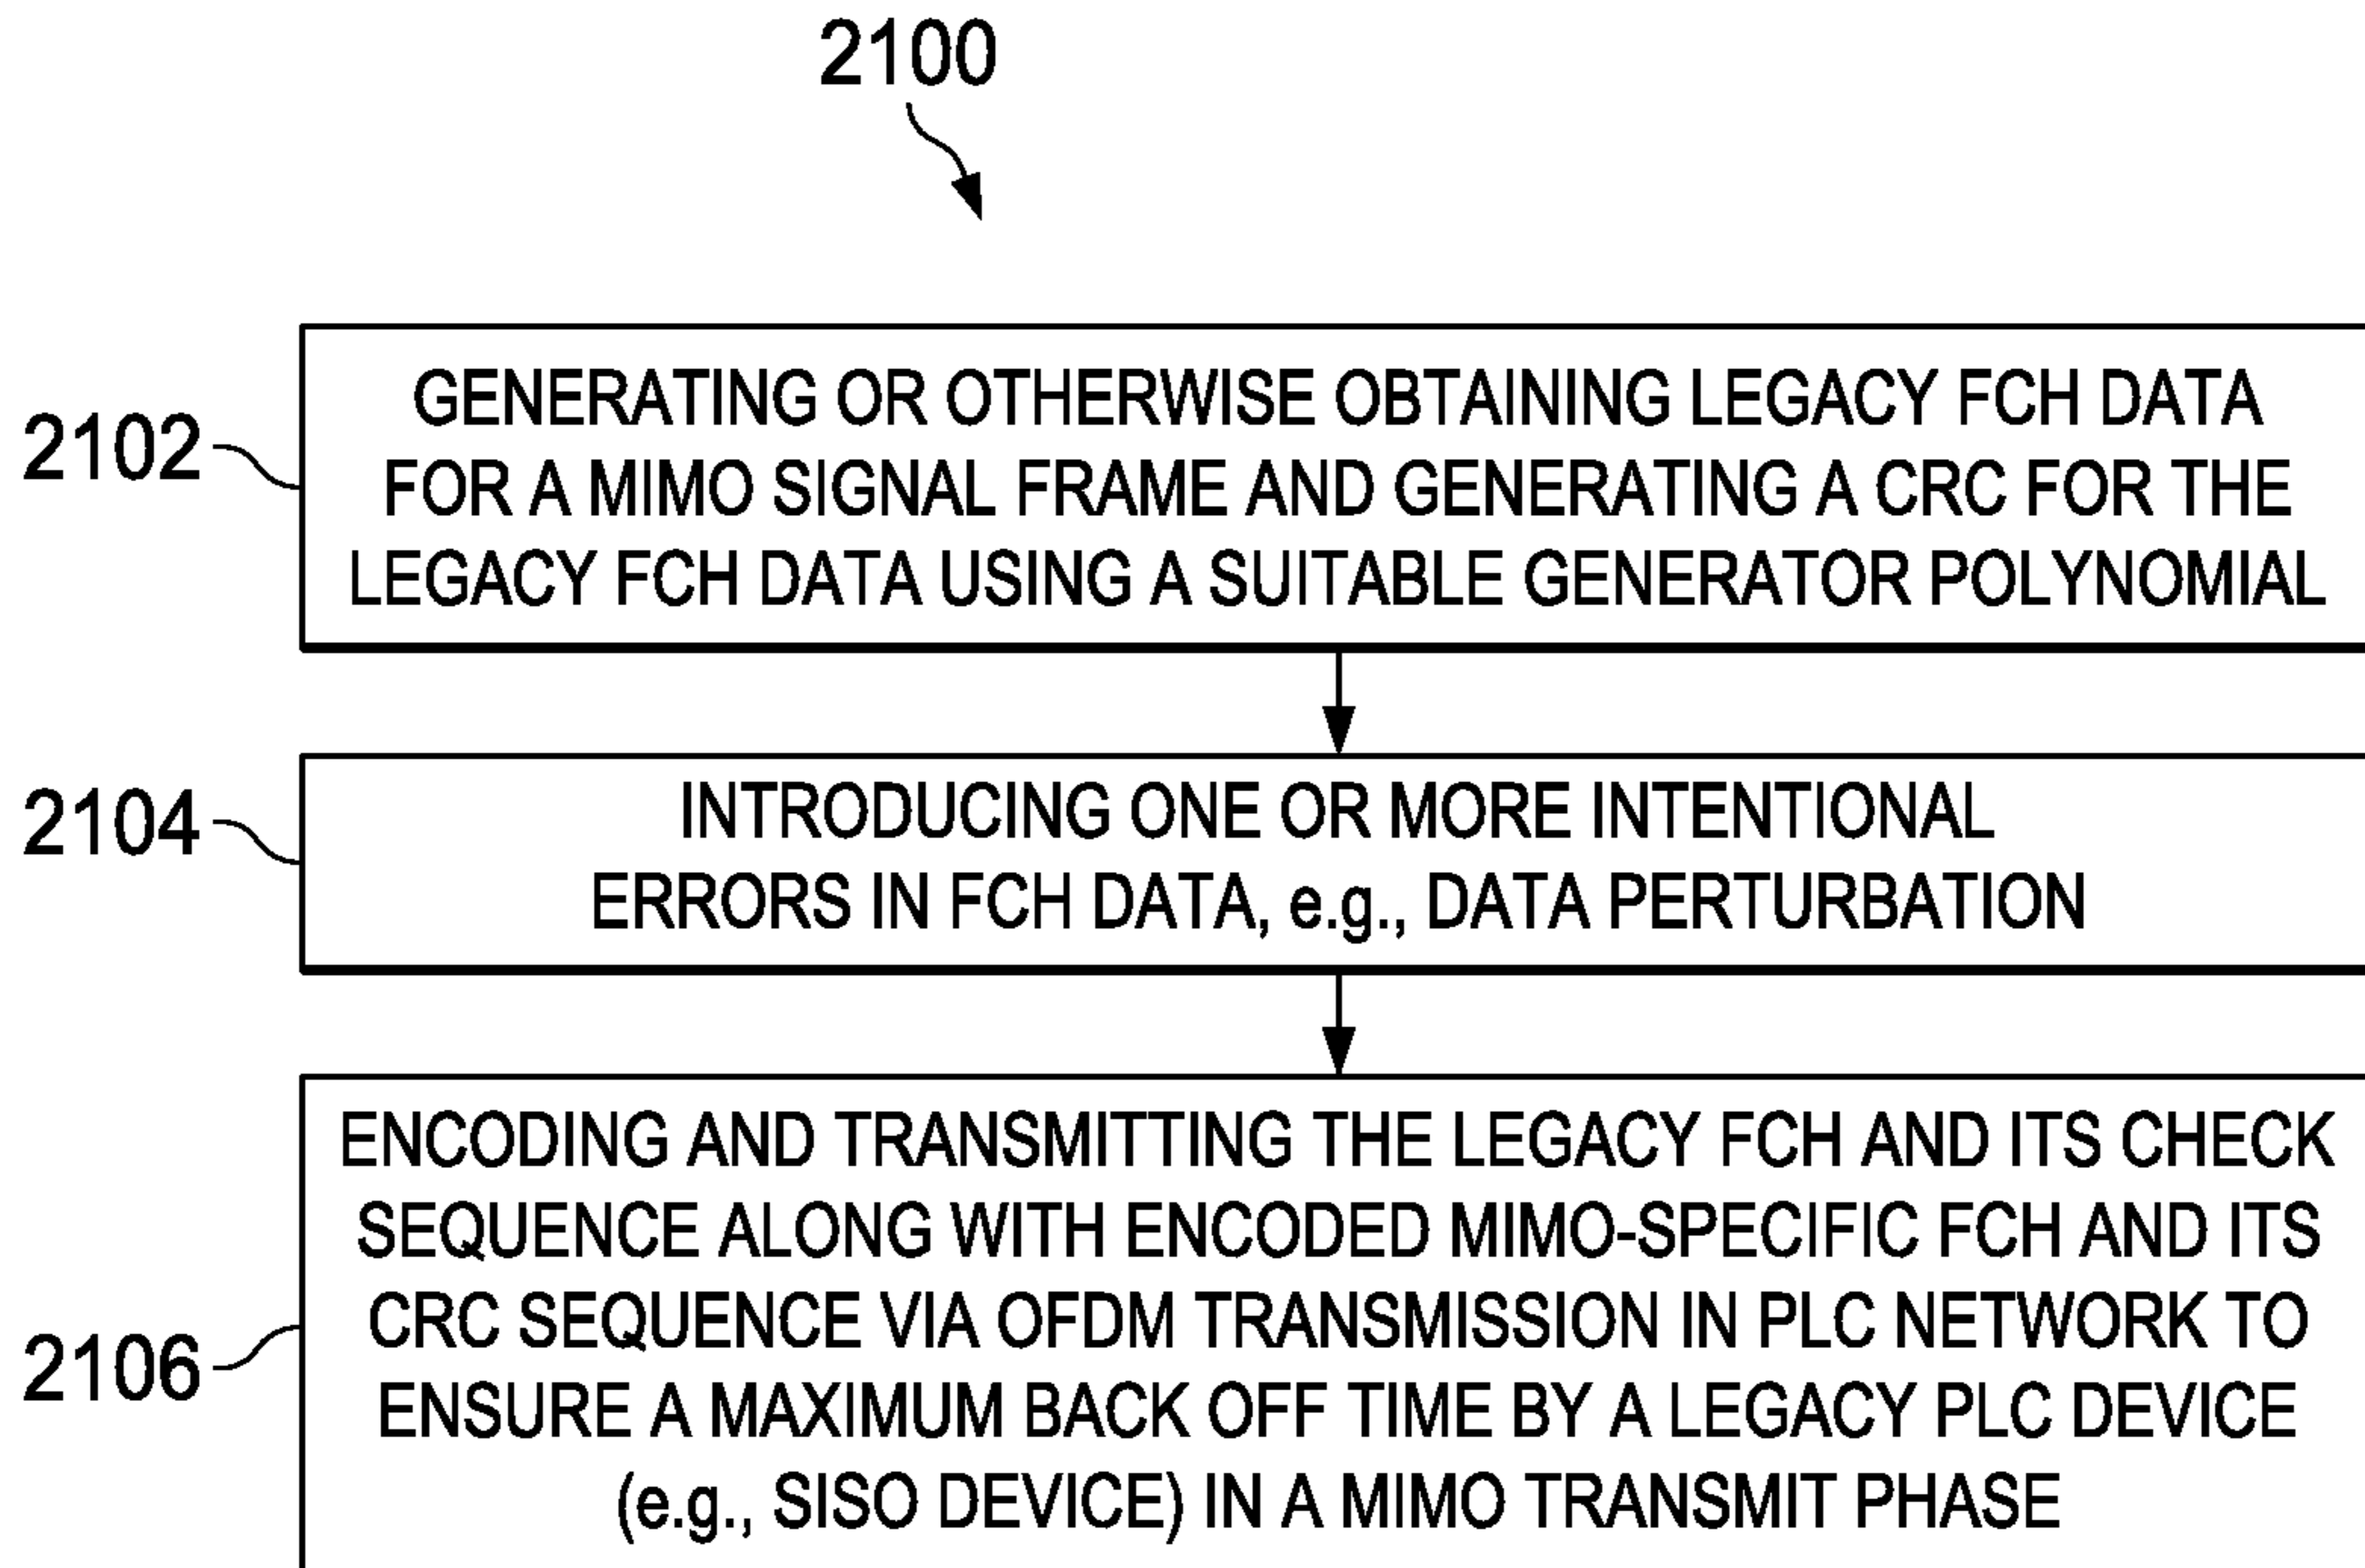 2100
2102
GENERATING OR OTHERWISE OBTAINING LEGACY FCH DATA
FOR A MIMO SIGNAL FRAME AND GENERATING A CRC FOR THE
LEGACY FCH DATA USING A SUITABLE GENERATOR POLYNOMIAL
2104
INTRODUCING ONE OR MORE INTENTIONAL
ERRORS IN FCH DATA, e.g., DATA PERTURBATION
2106
ENCODING AND TRANSMITTING THE LEGACY FCH AND ITS CHECK
SEQUENCE ALONG WITH ENCODED MIMO-SPECIFIC FCH AND ITS
CRC SEQUENCE VIA OFDM TRANSMISSION IN PLC NETWORK TO
ENSURE A MAXIMUM BACK OFF TIME BY A LEGACY PLC DEVICE
(e.g., SISO DEVICE) IN A MIMO TRANSMIT PHASE